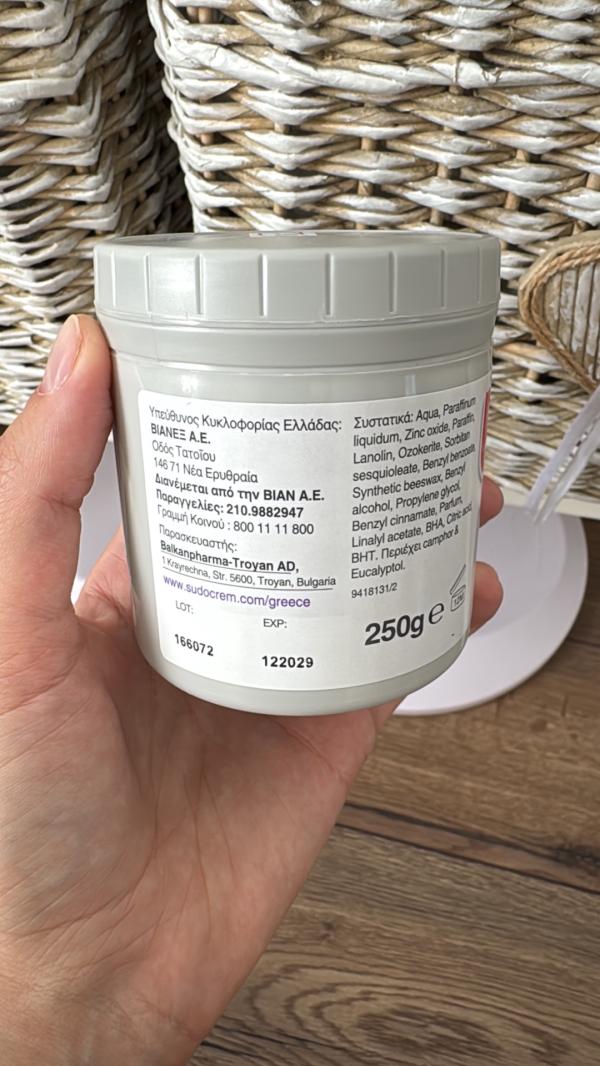 Υπεύθυνος Κυκλοφορίας Ελλάδας:
ΒΙΑΝΕΞ Α.Ε.
Οδός Τατοΐου
146 71 Νέα Ερυθραία
Διανέμεται από την ΒΙΑΝ Α.Ε.
Παραγγελίες: 210.9882947
Γραμμή Κοινού : 800 11 11 800
Παρασκευαστής:
Balkanpharma-Troyan AD,
1 Krayrechna, Str. 5600, Troyan, Bulgaria
www.sudocrem.com/greece
LOT:
166072
EXP:
122029
Συστατικά: Aqua, Paraffinum
liquidum, Zinc oxide, Paraffin,
Lanolin, Ozokerite, Sorbitan
sesquioleate, Benzyl benzoate,
Synthetic beeswax, Benzyl
alcohol, Propylene glycol,
Benzyl cinnamate, Parfum,
Linalyl acetate, BHA, Citric acid,
BHT. Περιέχει camphor &
Eucalyptol.
9418131/2
250g e
12M